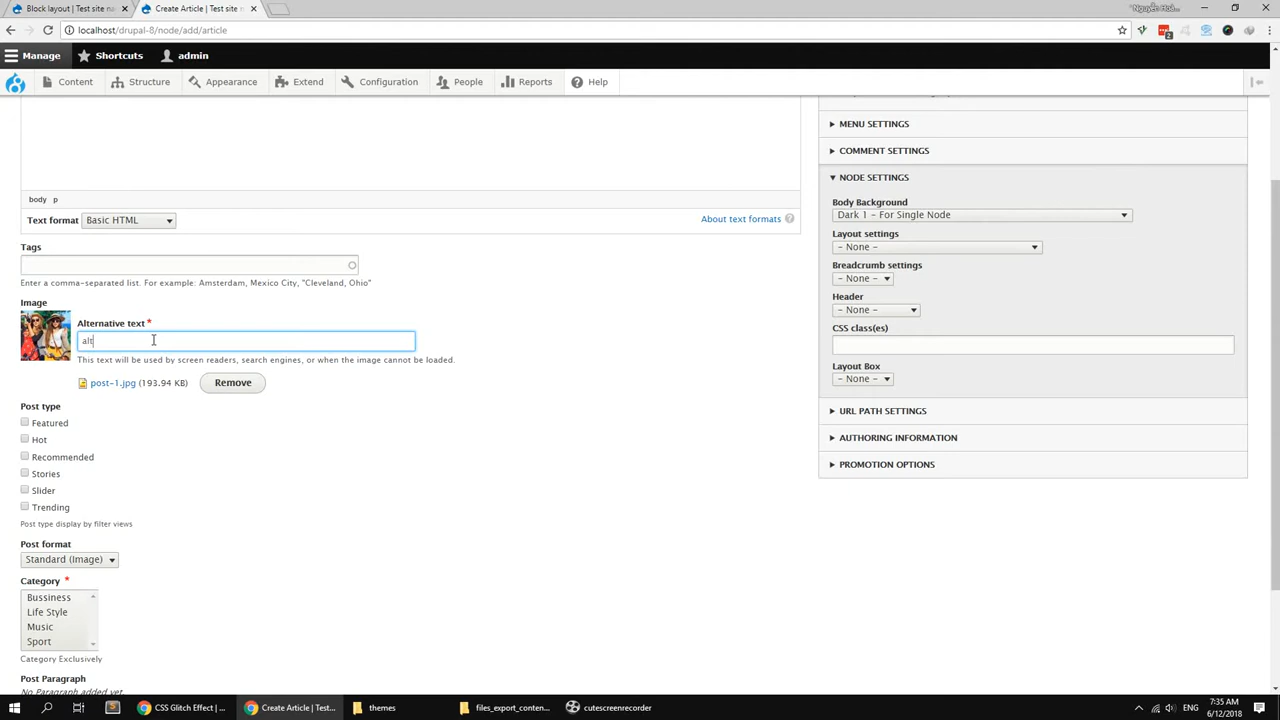 Block layout | Test site na
Create Article | Test site n
localhost/drupal-8/node/add/article
2
Manage
Shortcuts
admin
Content
Structure
Appearance
Extend
Configuration
People
Reports
Help
body p
Text format
Basic HTML
About text formats ?
Tags
Enter a comma-separated list. For example: Amsterdam, Mexico City, "Cleveland, Ohio"
Image
Alternative text *
alt
This text will be used by screen readers, search engines, or when the image cannot be loaded.
post-1.jpg (193.94 KB)
Remove
Post type
Featured
Hot
Recommended
Stories
Slider
Trending
Post type display by filter views
Post format
Standard (Image)
Category *
Bussiness
Life Style
Music
Sport
Category Exclusively
Post Paragraph
No Paragraph added yet.
MENU SETTINGS
COMMENT SETTINGS
NODE SETTINGS
Body Background
Dark 1 - For Single Node
Layout settings
- None -
Breadcrumb settings
- None -
Header
- None -
CSS class(es)
Layout Box
- None -
URL PATH SETTINGS
AUTHORING INFORMATION
PROMOTION OPTIONS
CSS Glitch Effect | ...
Create Article | Test...
themes
files_export_conten...
cutescreenrecorder
ENG
7:35 AM
6/12/2018